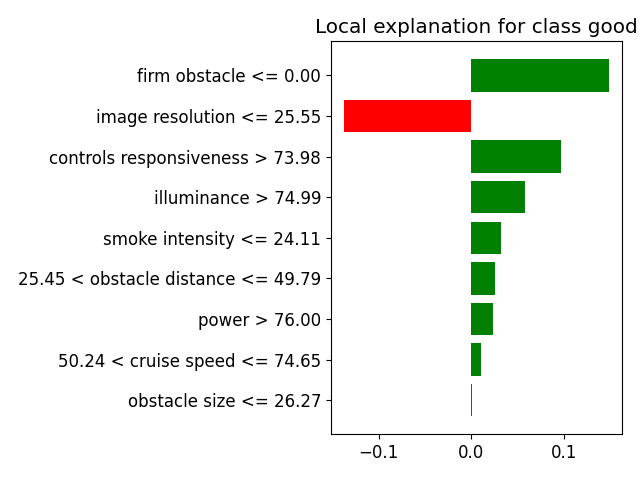 Local explanation for class good
firm obstacle <= 0.00
image resolution <= 25.55
controls responsiveness > 73.98
illuminance > 74.99
smoke intensity <= 24.11
25.45 < obstacle distance <= 49.79
power > 76.00
50.24 < cruise speed <= 74.65
obstacle size <= 26.27
−0.1 0.0 0.1